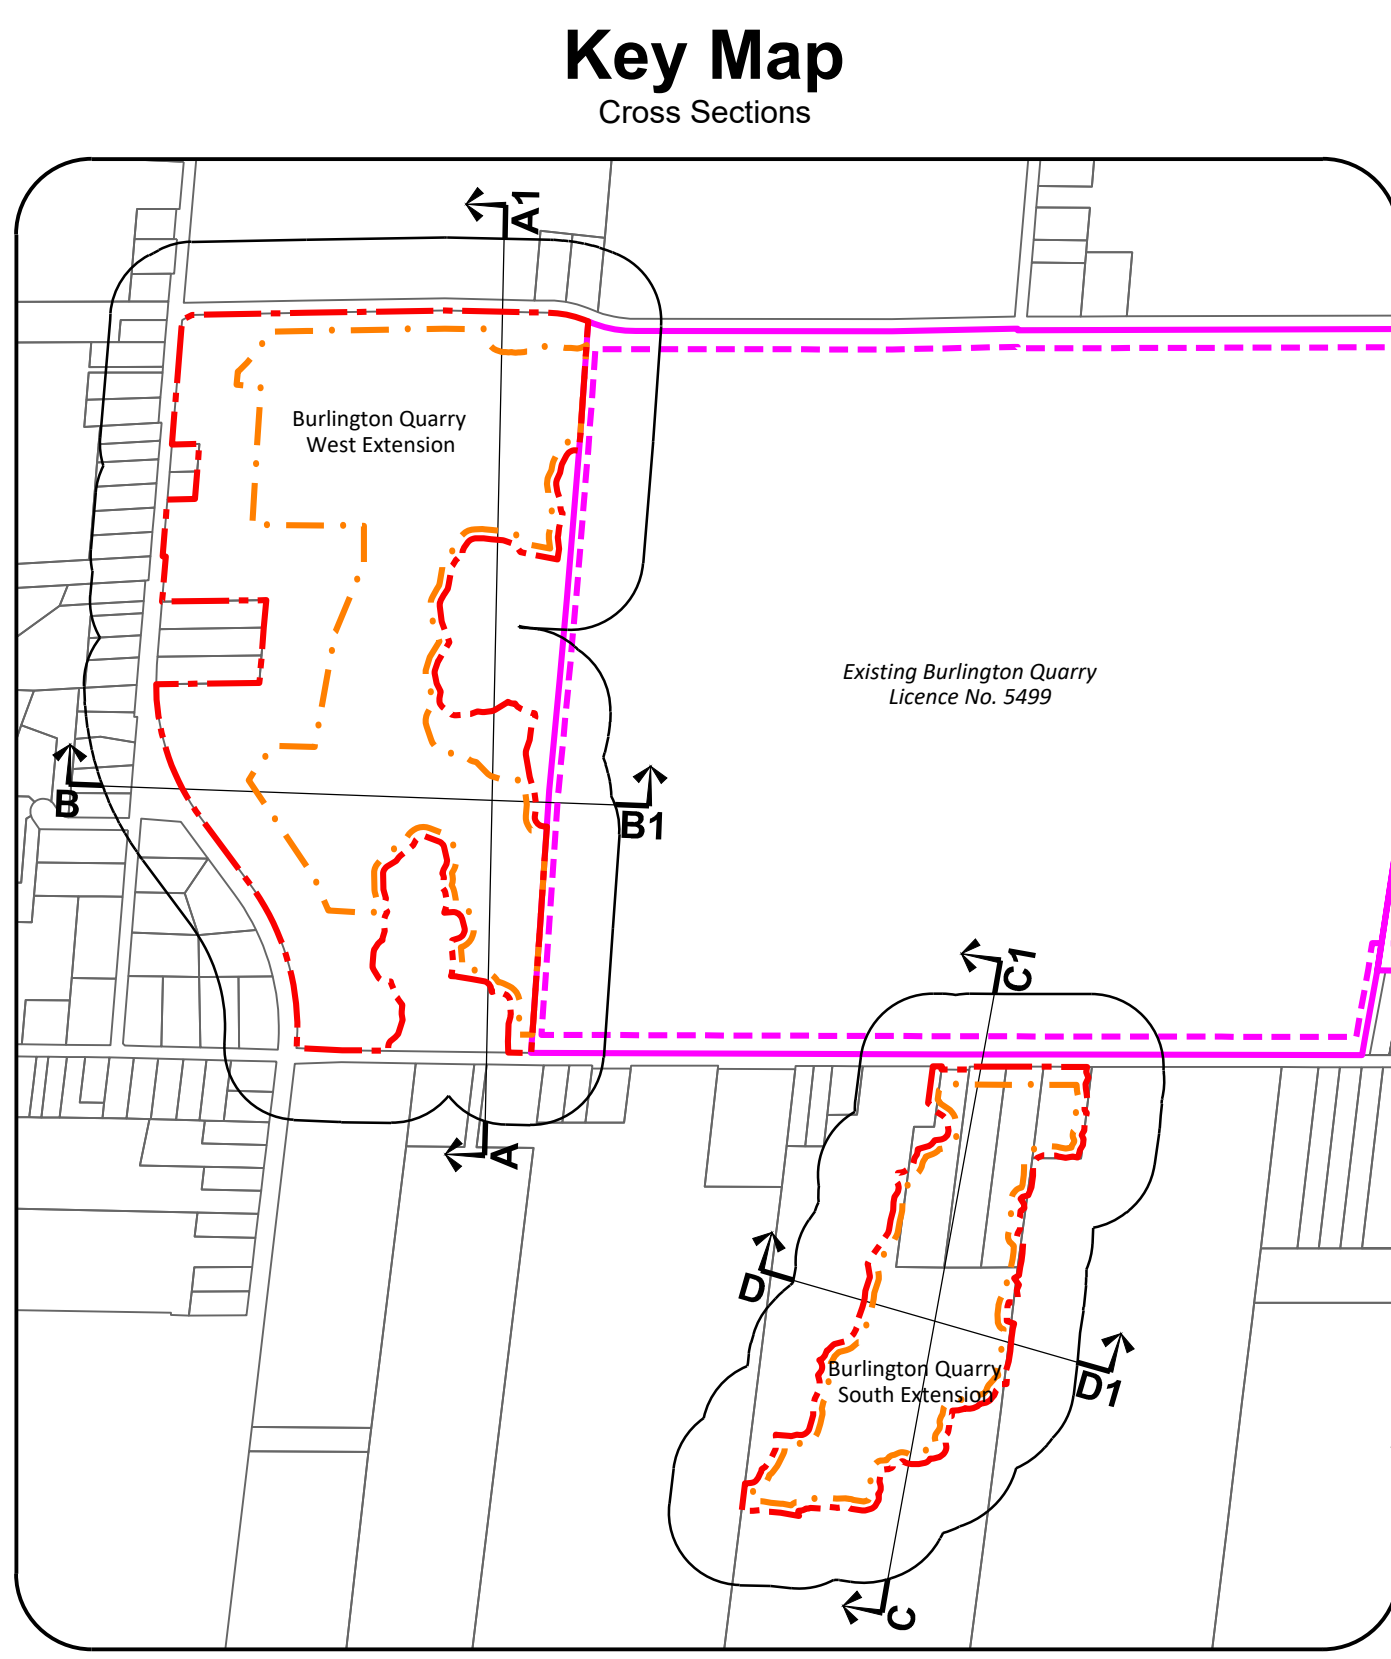 Key Map
Cross Sections
A1
Burlington Quarry
West Extension
Existing Burlington Quarry
Licence No. 5499
B
B1
C1
A
D
Burlington Quarry
South Extension
D1
C